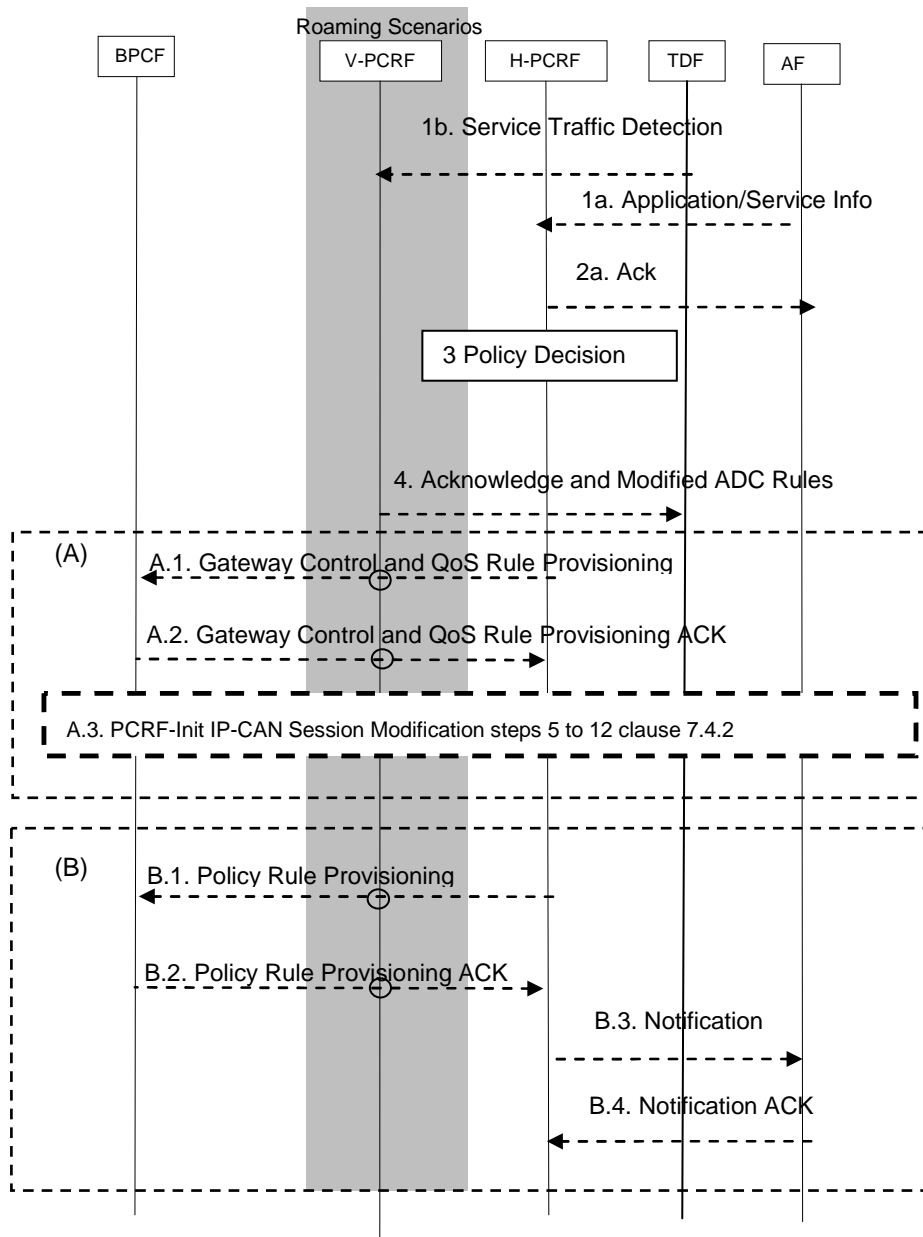 Roaming Scenarios
BPCF
V-PCRF
H-PCRF
TDF
AF
1b. Service Traffic Detection
1a. Application/Service Info
2a. Ack
3 Policy Decision
4. Acknowledge and Modified ADC Rules
(A)
A.1. Gateway Control and QoS Rule Provisioning
A.2. Gateway Control and QoS Rule Provisioning ACK
A.3. PCRF-Init IP-CAN Session Modification steps 5 to 12 clause 7.4.2
(B)
B.1. Policy Rule Provisioning
B.2. Policy Rule Provisioning ACK
B.3. Notification
B.4. Notification ACK